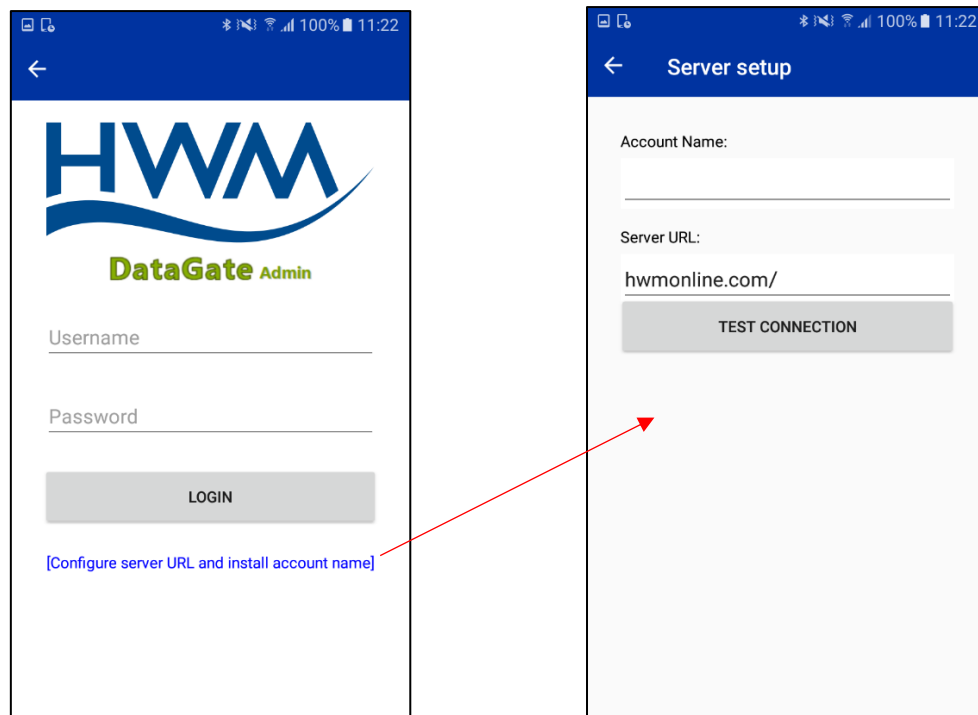 100% 11:22
HWM
DataGate Admin
Username
Password
LOGIN
[Configure server URL and install account name]
100% 11:22
Server setup
Account Name:
Server URL:
hwmonline.com/
TEST CONNECTION